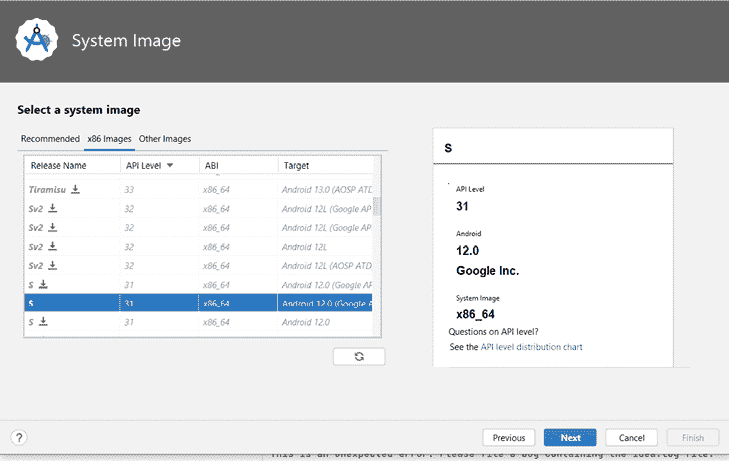 System Image
Select a system image
Recommended x86 Images Other Images
Release Name API Level ABI Target
Tiramisu 33 x86_64 Android 13.0 (AOSP ATD
Sv2 32 x86_64 Android 12L (Google AP
Sv2 32 x86_64 Android 12L (Google AP
Sv2 32 x86_64 Android 12L
Sv2 32 x86_64 Android 12L (AOSP ATD
S 31 x86_64 Android 12.0 (Google A
S 31 x86_64 Android 12.0 (Google A
S 31 x86_64 Android 12.0
S
API Level
31
Android
12.0
Google Inc.
System Image
x86_64
Questions on API level?
See the API level distribution chart
? Previous Next Cancel Finish
This is an unexpected error. Please file a bug containing the idea.log file.